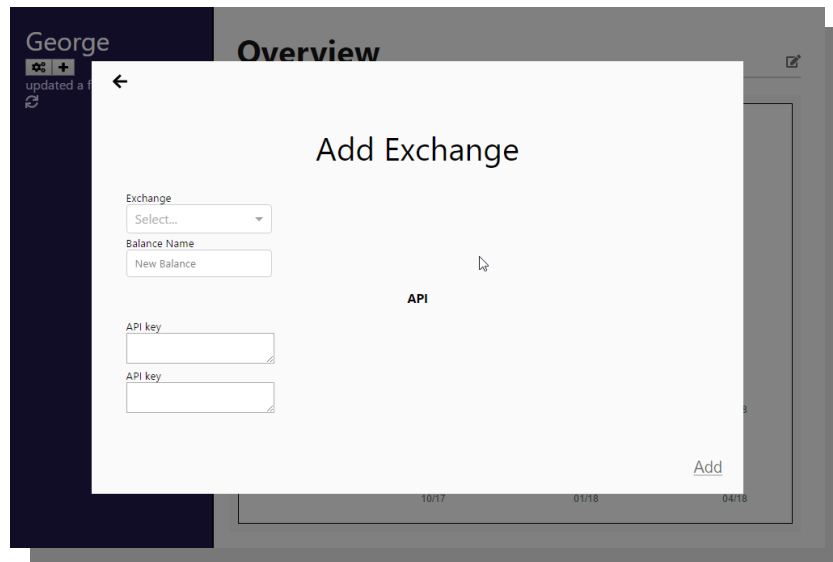 George
Overview
updated a f
Add Exchange
Exchange
Select...
Balance Name
New Balance
API
API key
API key
Add
10/17
01/18
04/18